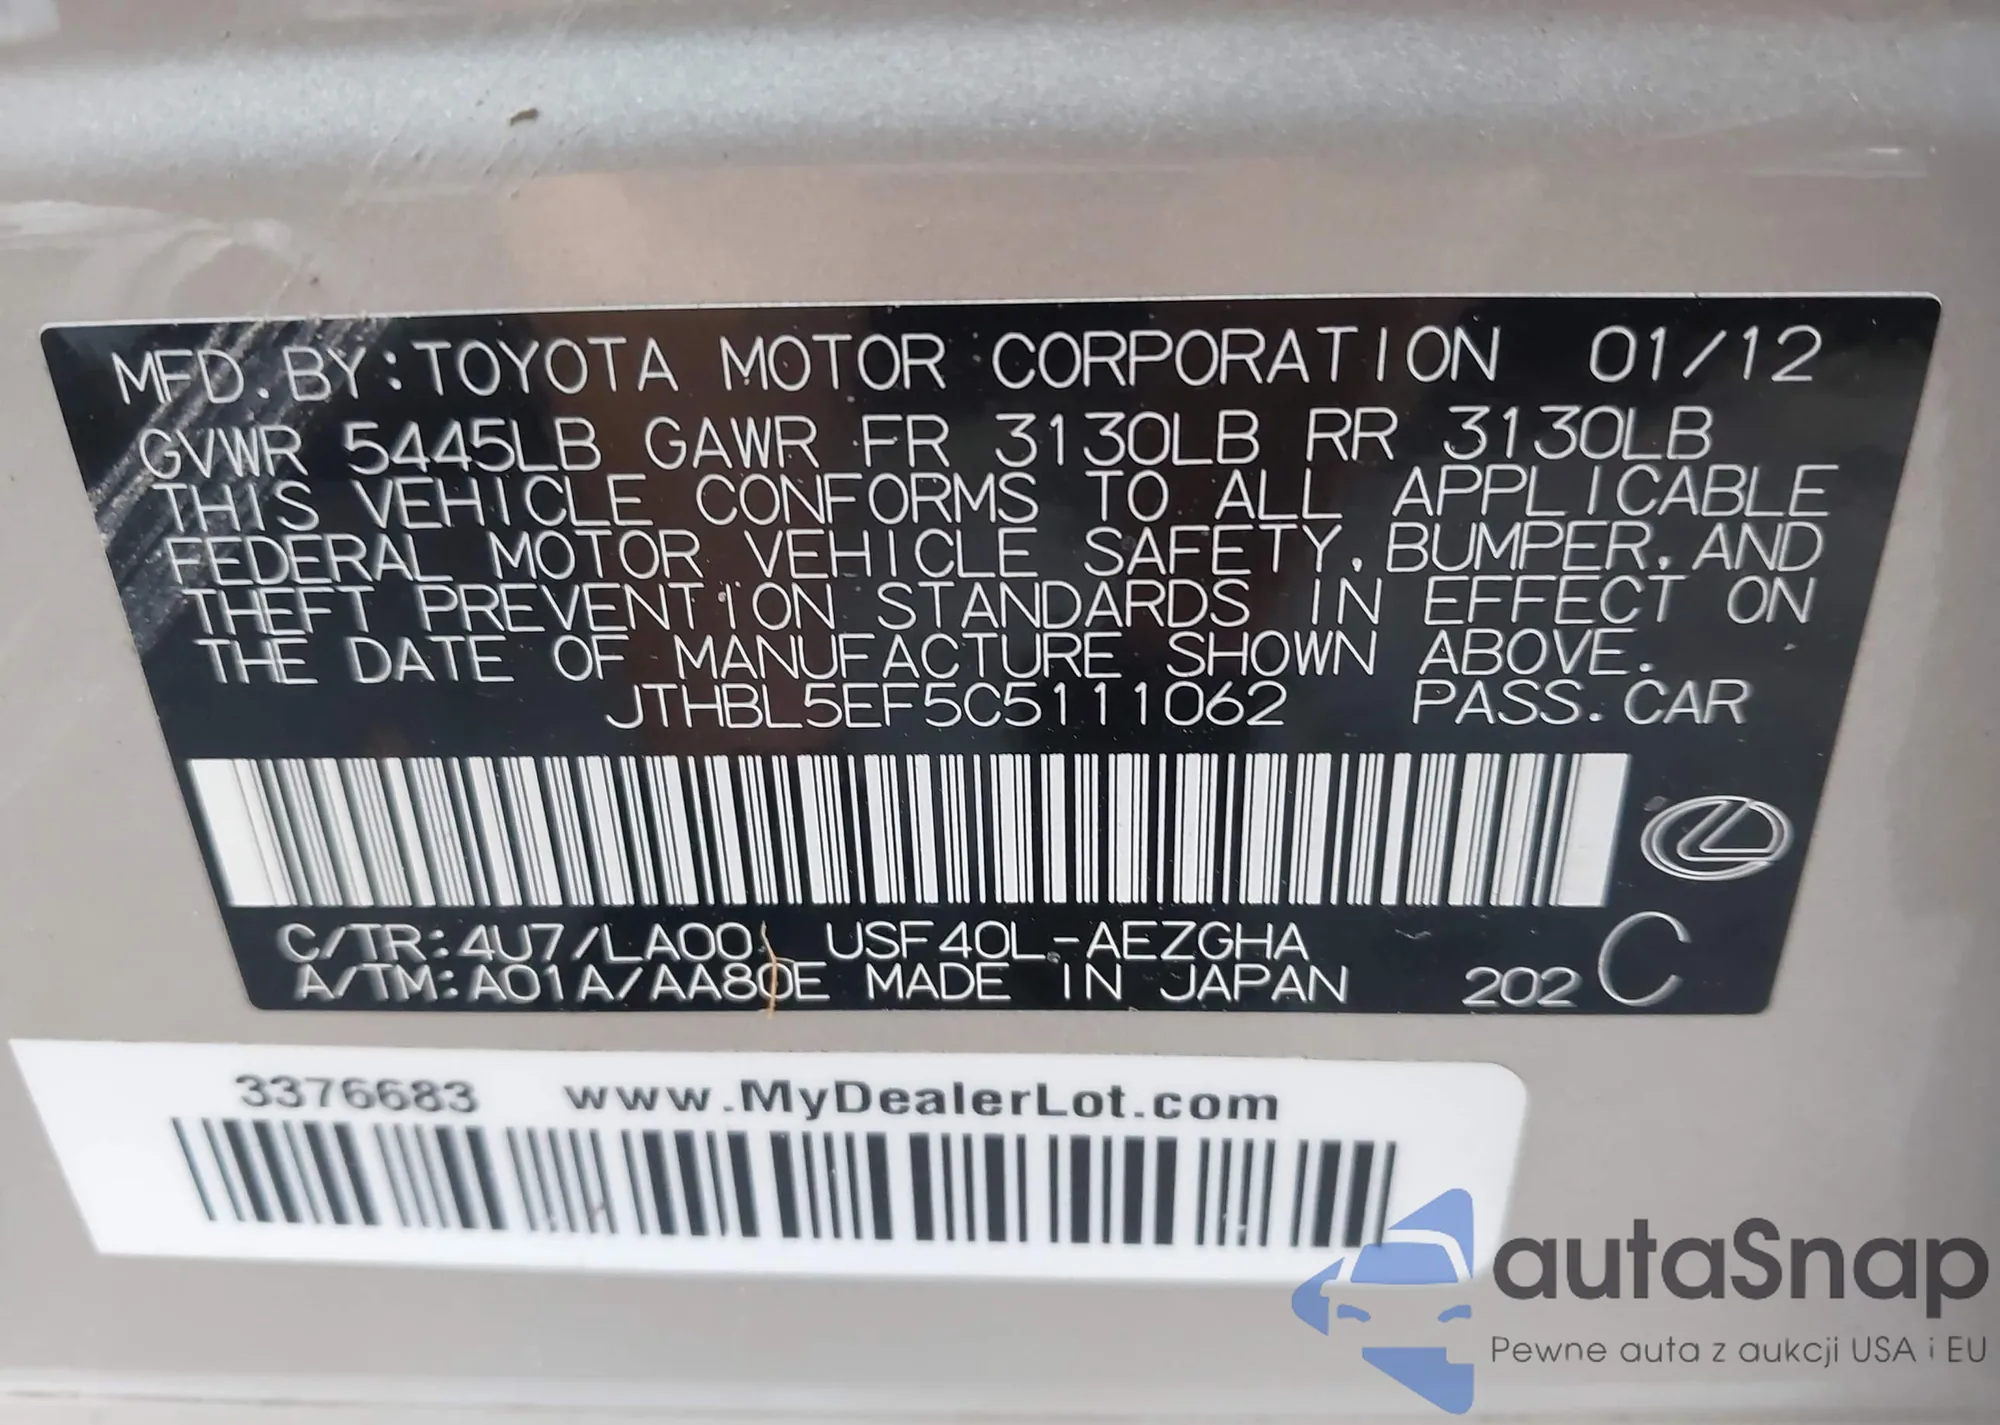 MFD. BY: TOYOTA MOTOR CORPORATION 01/12
GVWR 5445LB GAWR FR 3130LB RR 3130LB
THIS VEHICLE CONFORMS TO ALL APPLICABLE
FEDERAL MOTOR VEHICLE SAFETY, BUMPER, AND
THEFT PREVENTION STANDARDS IN EFFECT ON
THE DATE OF MANUFACTURE SHOWN ABOVE.
JTHBL5EF5C5111062 PASS. CAR
C/TR: 4U7/LA00 USF40L-AEZGHA
A/TM: A01A/AA80E MADE IN JAPAN 202 C
3376683 www.MyDealerLot.com
autaSnap
Pewne auta z aukcji USA i EU